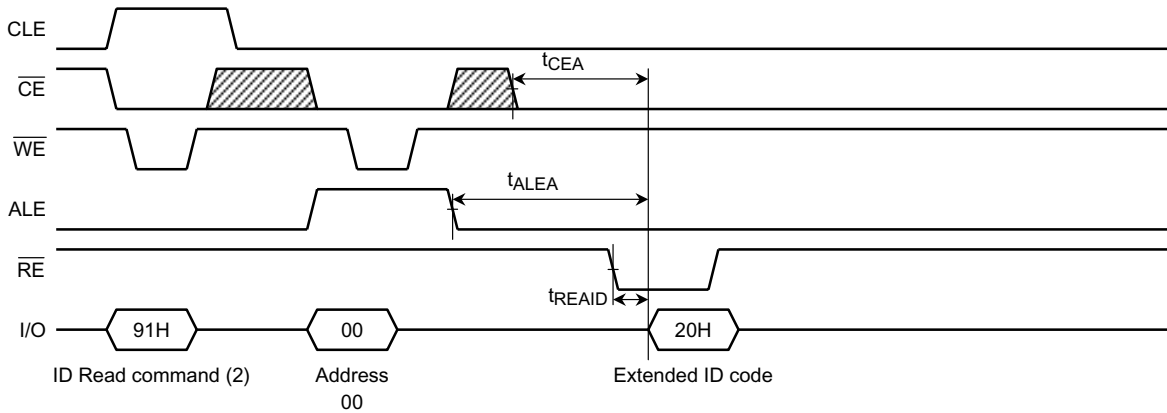 CLE
CE
tCEA
WE
tALEA
ALE
RE
tREAID
I/O
91H
00
20H
ID Read command (2)
Address
00
Extended ID code